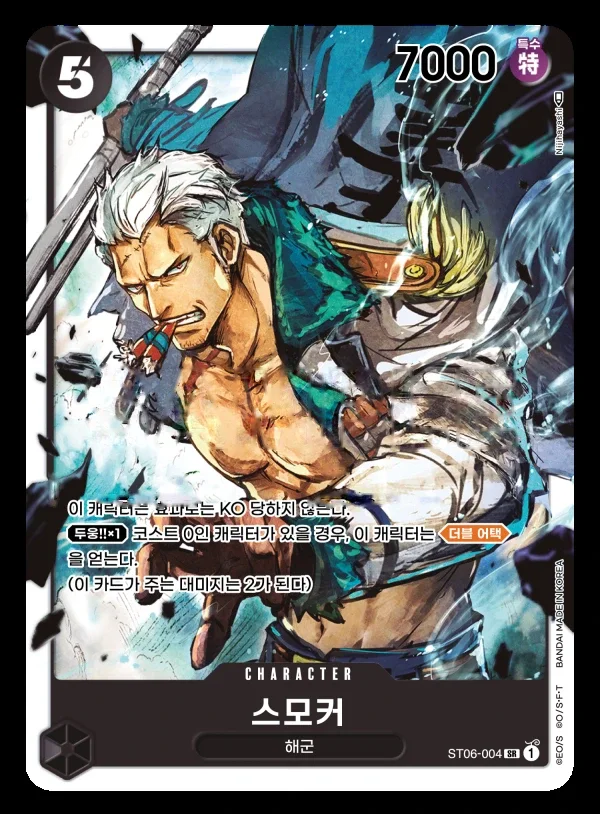 5
7000
특수
特
Nijihayashi
이 캐릭터는 효과로는 KO 당하지 않는다.
두웅!!×1 코스트 0인 캐릭터가 있을 경우, 이 캐릭터는 더블 어택
을 얻는다.
(이 카드가 주는 대미지는 2가 된다)
CHARACTER
스모커
해군
ST06-004 SR 1
©EO/S ©O/S·F·T BANDAI MADE IN KOREA